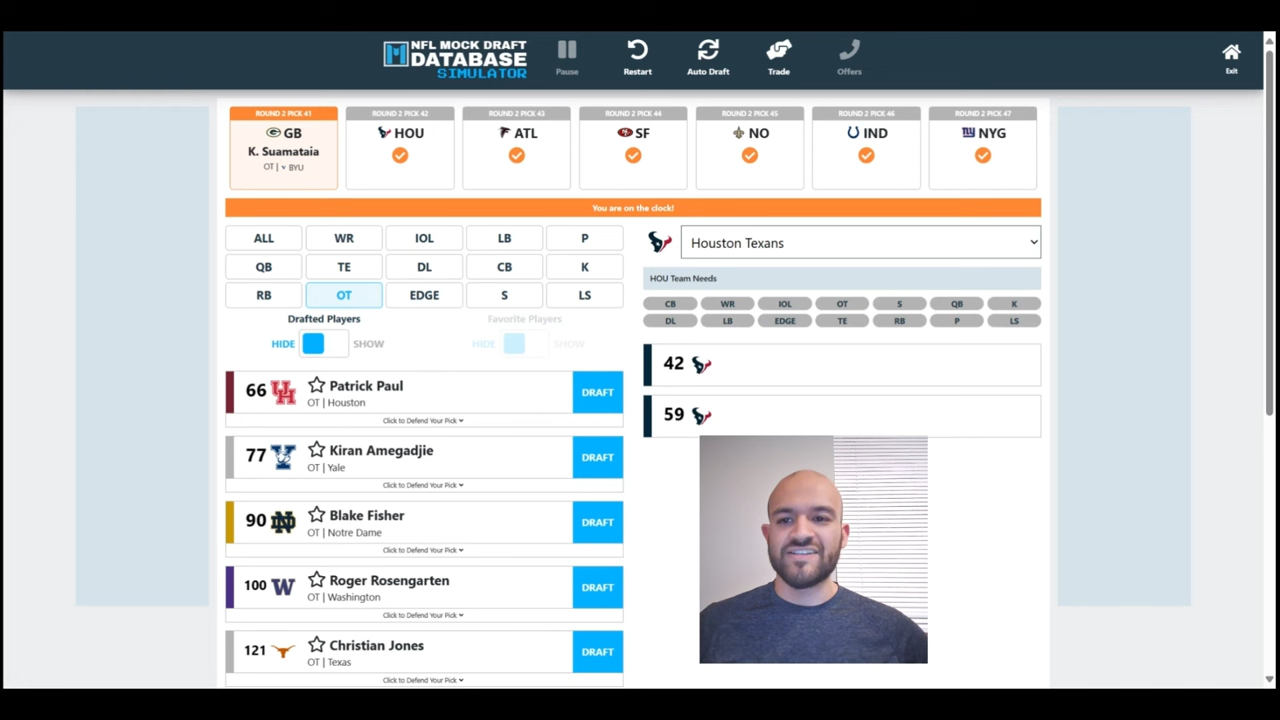 NFL MOCK DRAFT
DATABASE
SIMULATOR
Pause
Restart
Auto Draft
Trade
Offers
Exit
ROUND 2 PICK 41
GB
K. Suamataia
OT | v BYU
ROUND 2 PICK 42
HOU
ROUND 2 PICK 43
ATL
ROUND 2 PICK 44
SF
ROUND 2 PICK 45
NO
ROUND 2 PICK 46
IND
ROUND 2 PICK 47
NYG
You are on the clock!
ALL WR IOL LB P
QB TE DL CB K
RB OT EDGE S LS
Drafted Players
HIDE SHOW
Favorite Players
HIDE SHOW
66 Patrick Paul
OT | Houston
DRAFT
Click to Defend Your Pick
77 Kiran Amegadjie
OT | Yale
DRAFT
Click to Defend Your Pick
90 Blake Fisher
OT | Notre Dame
DRAFT
Click to Defend Your Pick
100 Roger Rosengarten
OT | Washington
DRAFT
Click to Defend Your Pick
121 Christian Jones
OT | Texas
DRAFT
Click to Defend Your Pick
Houston Texans
HOU Team Needs
CB WR IOL OT S QB K
DL LB EDGE TE RB P LS
42
59